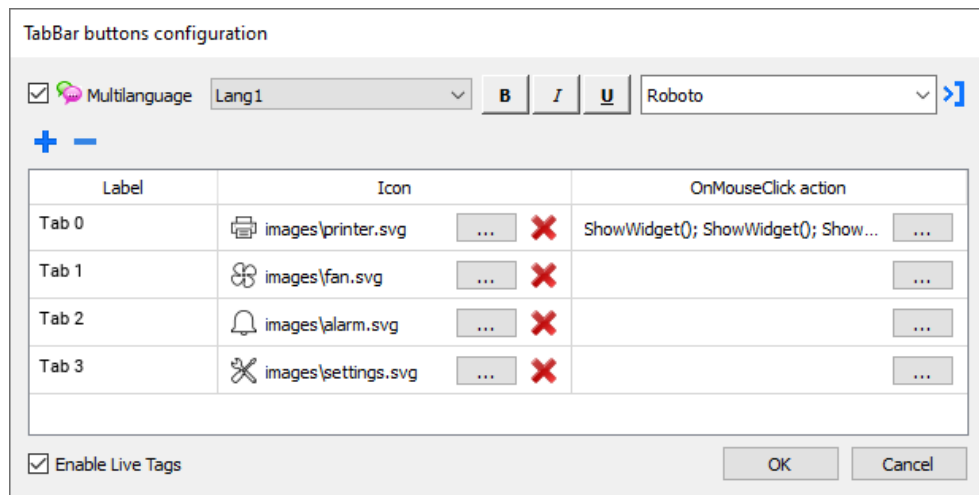 TabBar buttons configuration
Multilanguage Lang1 B I U Roboto
Label Icon OnMouseClick action
Tab 0 images\printer.svg ... ShowWidget(); ShowWidget(); Show... ...
Tab 1 images\fan.svg ... ...
Tab 2 images\alarm.svg ... ...
Tab 3 images\settings.svg ... ...
Enable Live Tags OK Cancel